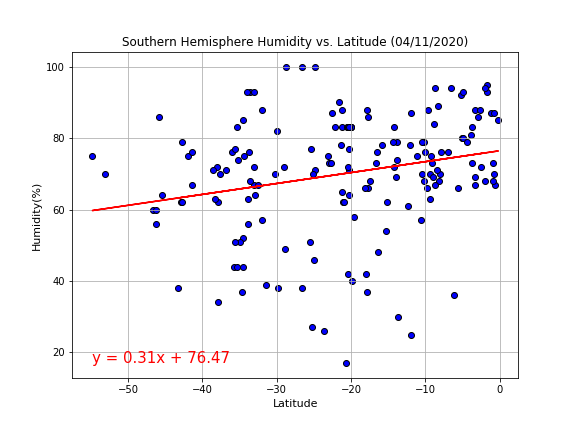 Southern Hemisphere Humidity vs. Latitude (04/11/2020)
100
80
60
40
20
Humidity(%)
y = 0.31x + 76.47
−50 −40 −30 −20 −10 0
Latitude